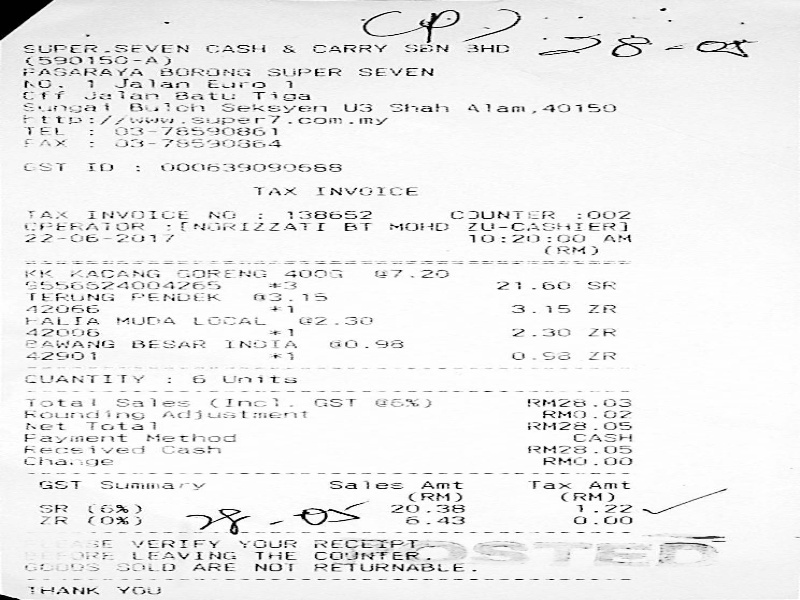 (P)
28-05
SUPER SEVEN CASH & CARRY SBN BHD
(590150-A)
PASARAYA BORONG SUPER SEVEN
NO. 1 Jalan Euro 1
Off Jalan Batu Tiga
Sungai Buloh Seksyen U3 Shah Alam,40150
http://www.super7.com.my
TEL : 03-78590861
FAX : 03-78590864
GST ID : 000639090688
TAX INVOICE
TAX INVOICE NO : 138652 COUNTER :002
OPERATOR :[NORIZZATI BT MOHD ZU-CASHIER]
22-06-2017 10:20:00 AM
(RM)
KK KACANG GORENG 400G @7.20
9556524004265 *3 21.60 SR
TERUNG PENDEK @3.15
42066 *1 3.15 ZR
HALIA MUDA LOCAL @2.30
42006 *1 2.30 ZR
BAWANG BESAR INDIA @0.98
42901 *1 0.98 ZR
QUANTITY : 6 Units
Total Sales (Incl. GST @6%) RM28.03
Rounding Adjustment RM0.02
Net Total RM28.05
Payment Method CASH
Received Cash RM28.05
Change RM0.00
GST Summary Sales Amt Tax Amt
(RM) (RM)
SR (6%) 20.38 1.22
ZR (0%) 6.43 0.00
28-05
PLEASE VERIFY YOUR RECEIPT
BEFORE LEAVING THE COUNTER.
GOODS SOLD ARE NOT RETURNABLE.
POSTED
THANK YOU